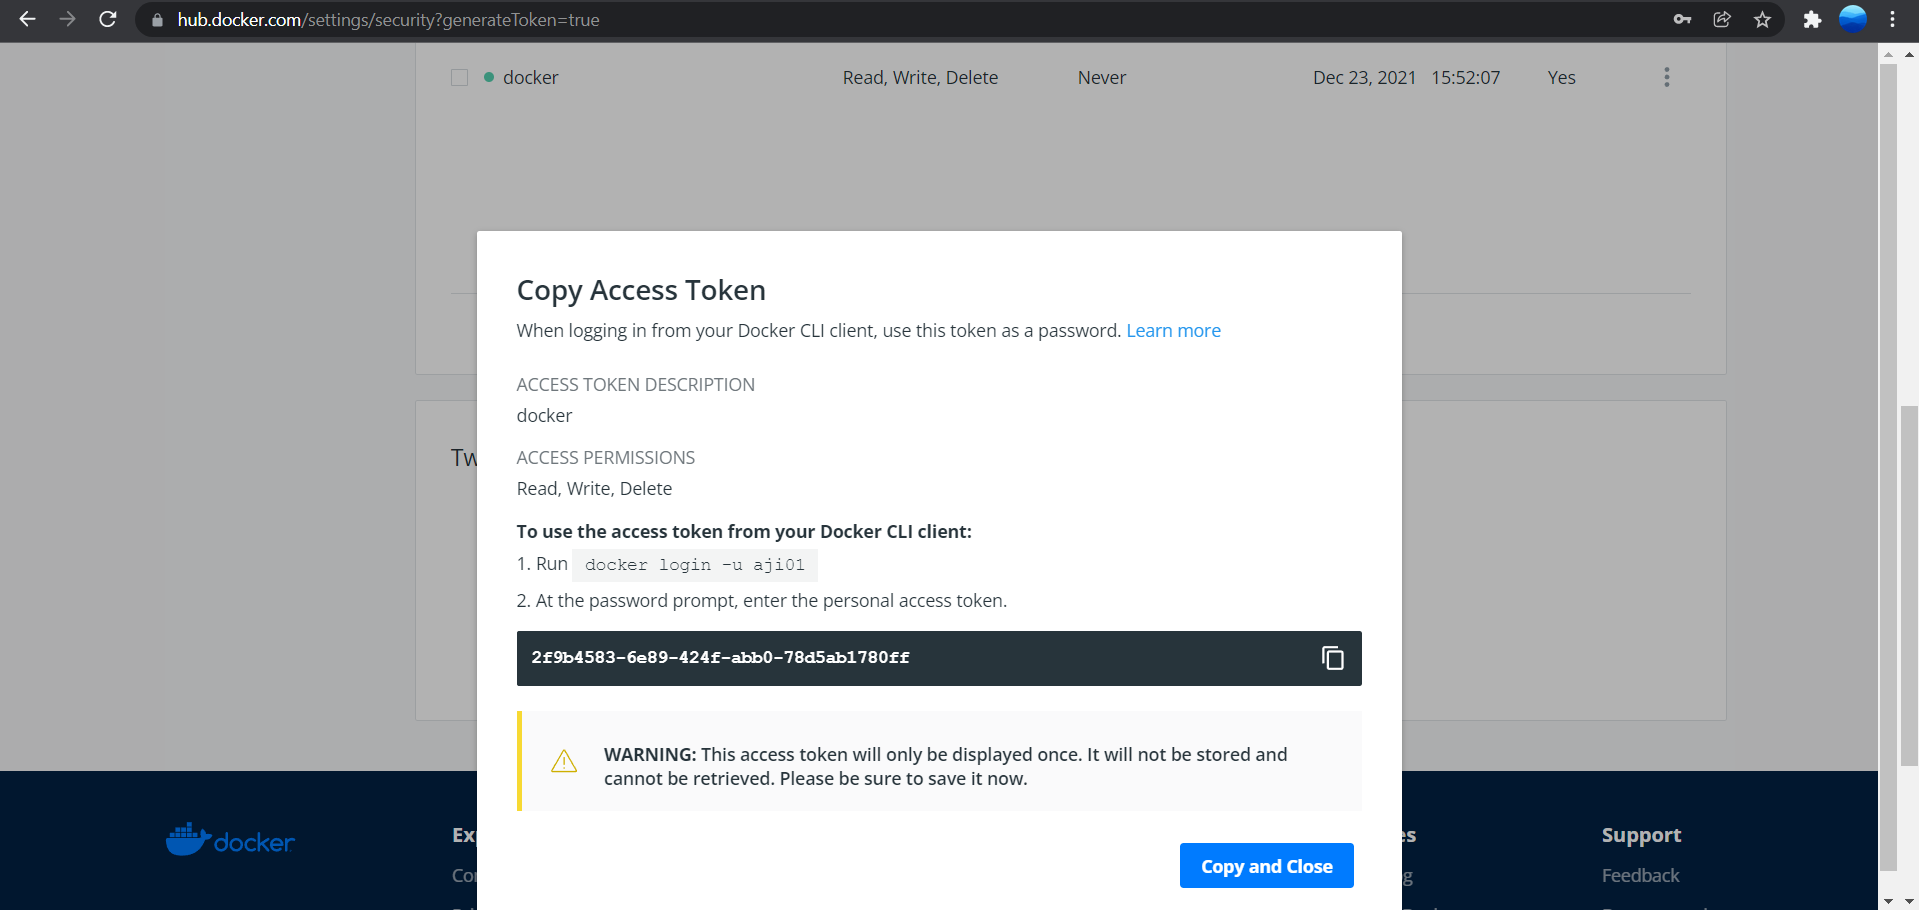 hub.docker.com/settings/security?generateToken=true
docker Read, Write, Delete Never Dec 23, 2021 15:52:07 Yes
Copy Access Token
When logging in from your Docker CLI client, use this token as a password. Learn more
ACCESS TOKEN DESCRIPTION
docker
ACCESS PERMISSIONS
Read, Write, Delete
To use the access token from your Docker CLI client:
1. Run docker login -u aji01
2. At the password prompt, enter the personal access token.
2f9b4583-6e89-424f-abb0-78d5ab1780ff
WARNING: This access token will only be displayed once. It will not be stored and
cannot be retrieved. Please be sure to save it now.
Copy and Close
docker
Support
Feedback